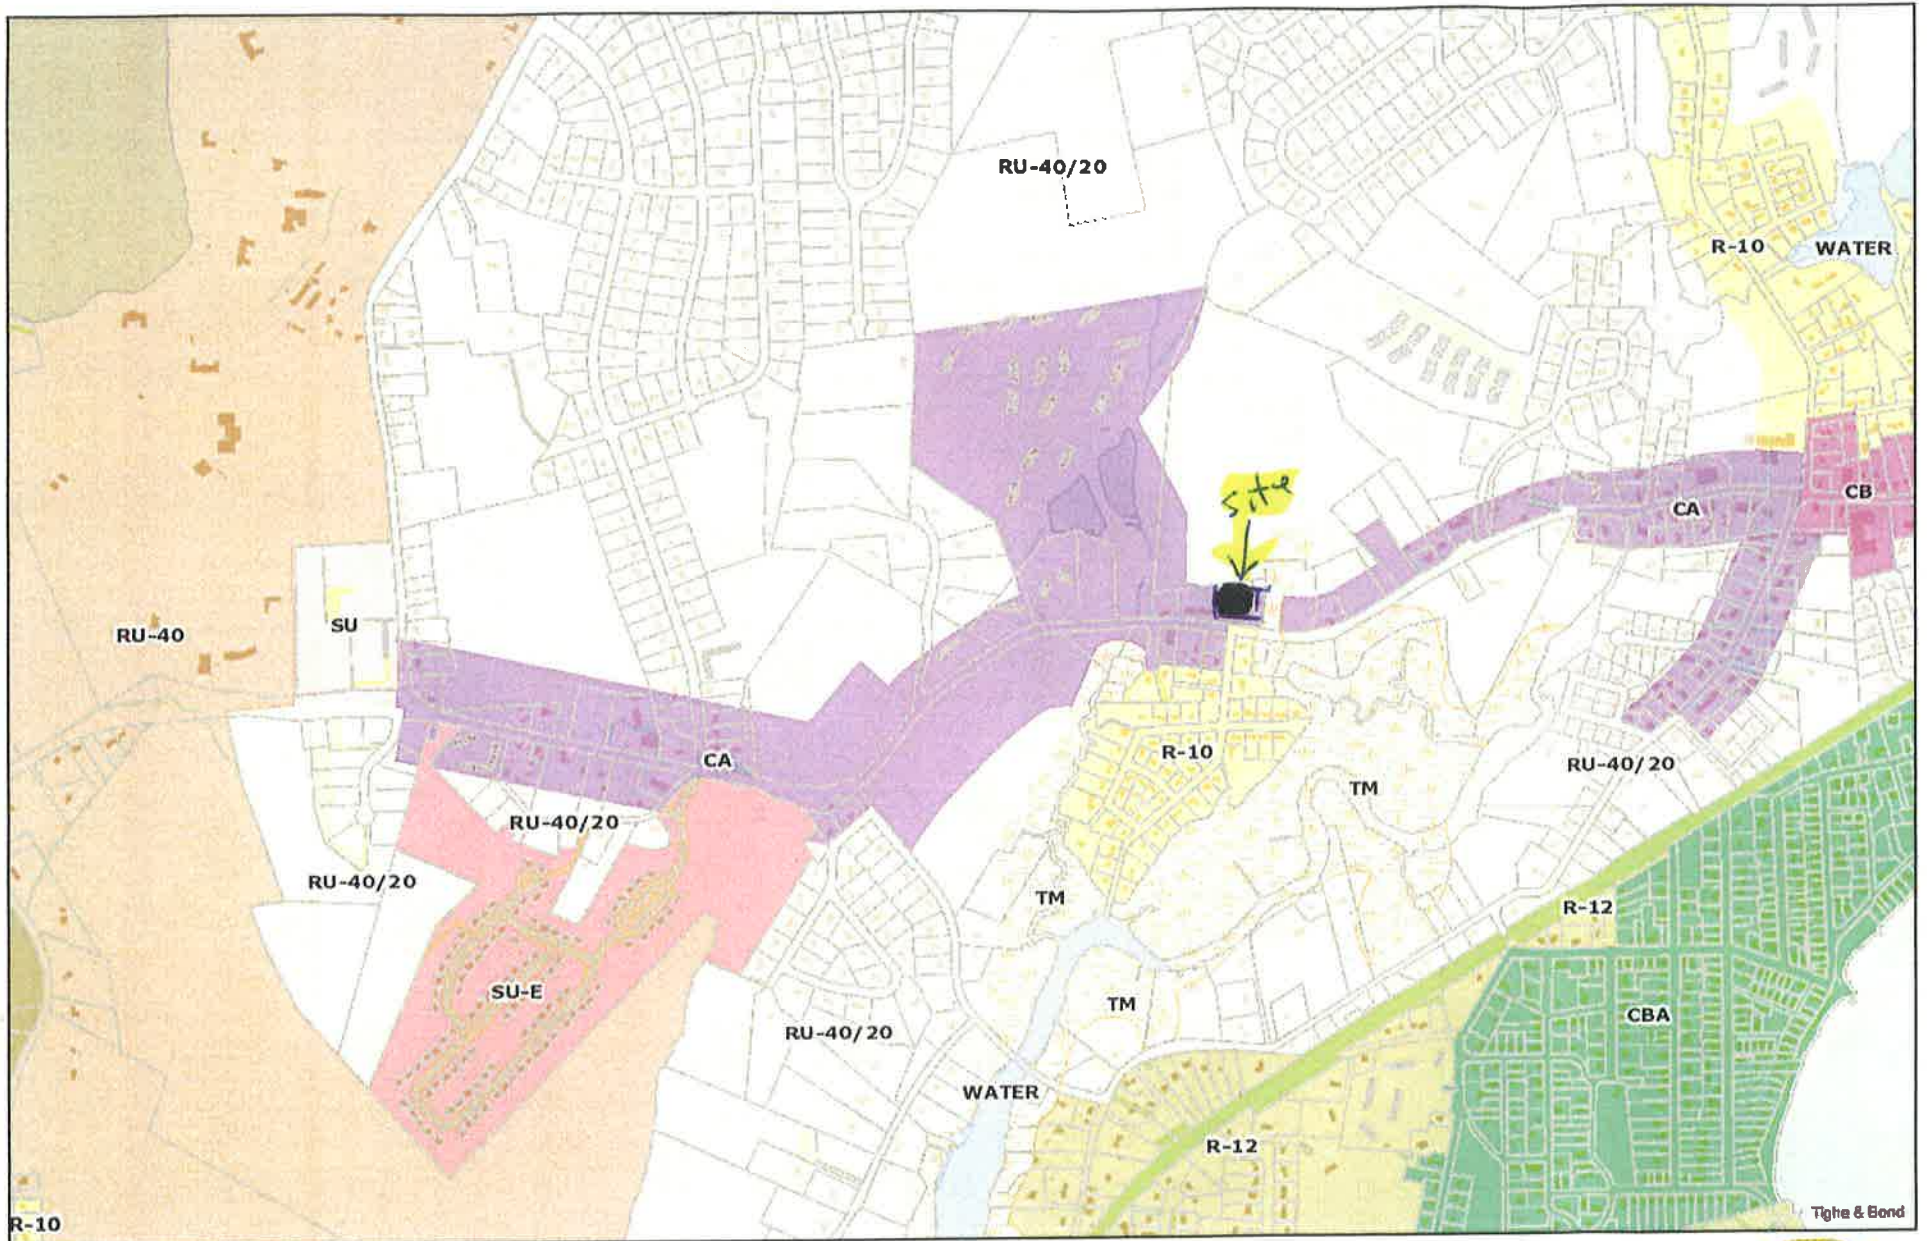 RU-40/20
R-10
WATER
site
CB
CA
RU-40
SU
R-10
CA
RU-40/20
TM
RU-40/20
RU-40/20
TM
R-12
SU-E
TM
CBA
RU-40/20
WATER
R-12
R-10
Tighe & Bond